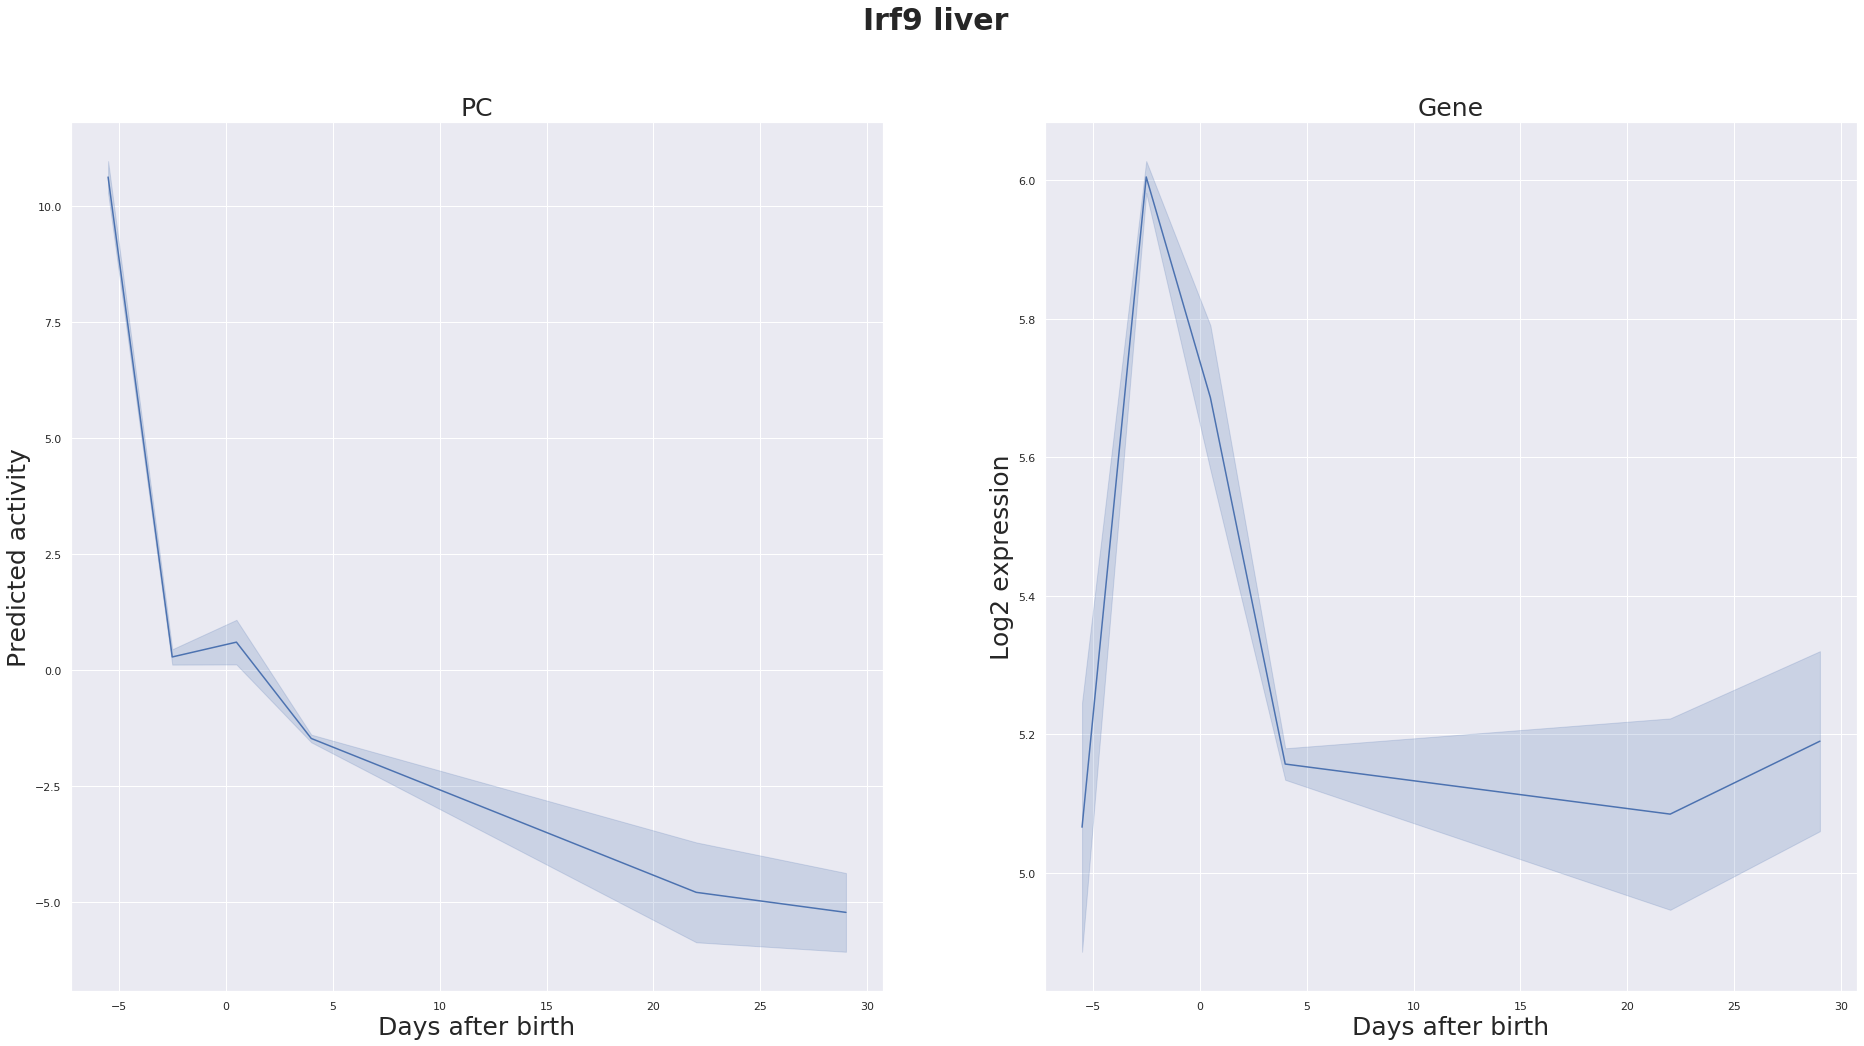 Irf9 liver
PC
Predicted activity
10.0
7.5
5.0
2.5
0.0
−2.5
−5.0
−5 0 5 10 15 20 25 30
Days after birth
Gene
Log2 expression
6.0
5.8
5.6
5.4
5.2
5.0
−5 0 5 10 15 20 25 30
Days after birth